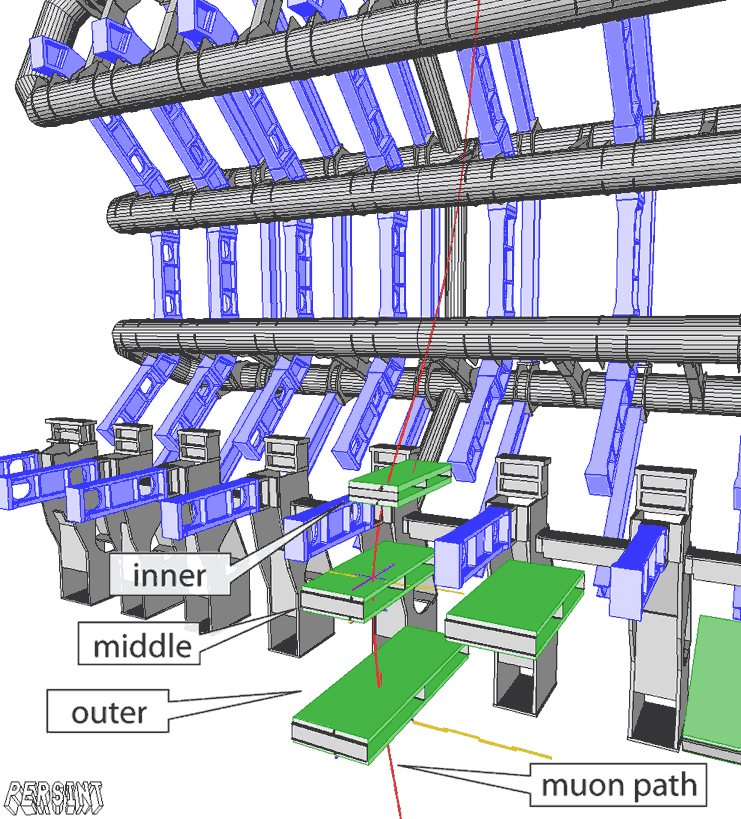 inner
middle
outer
muon path
PERSINT